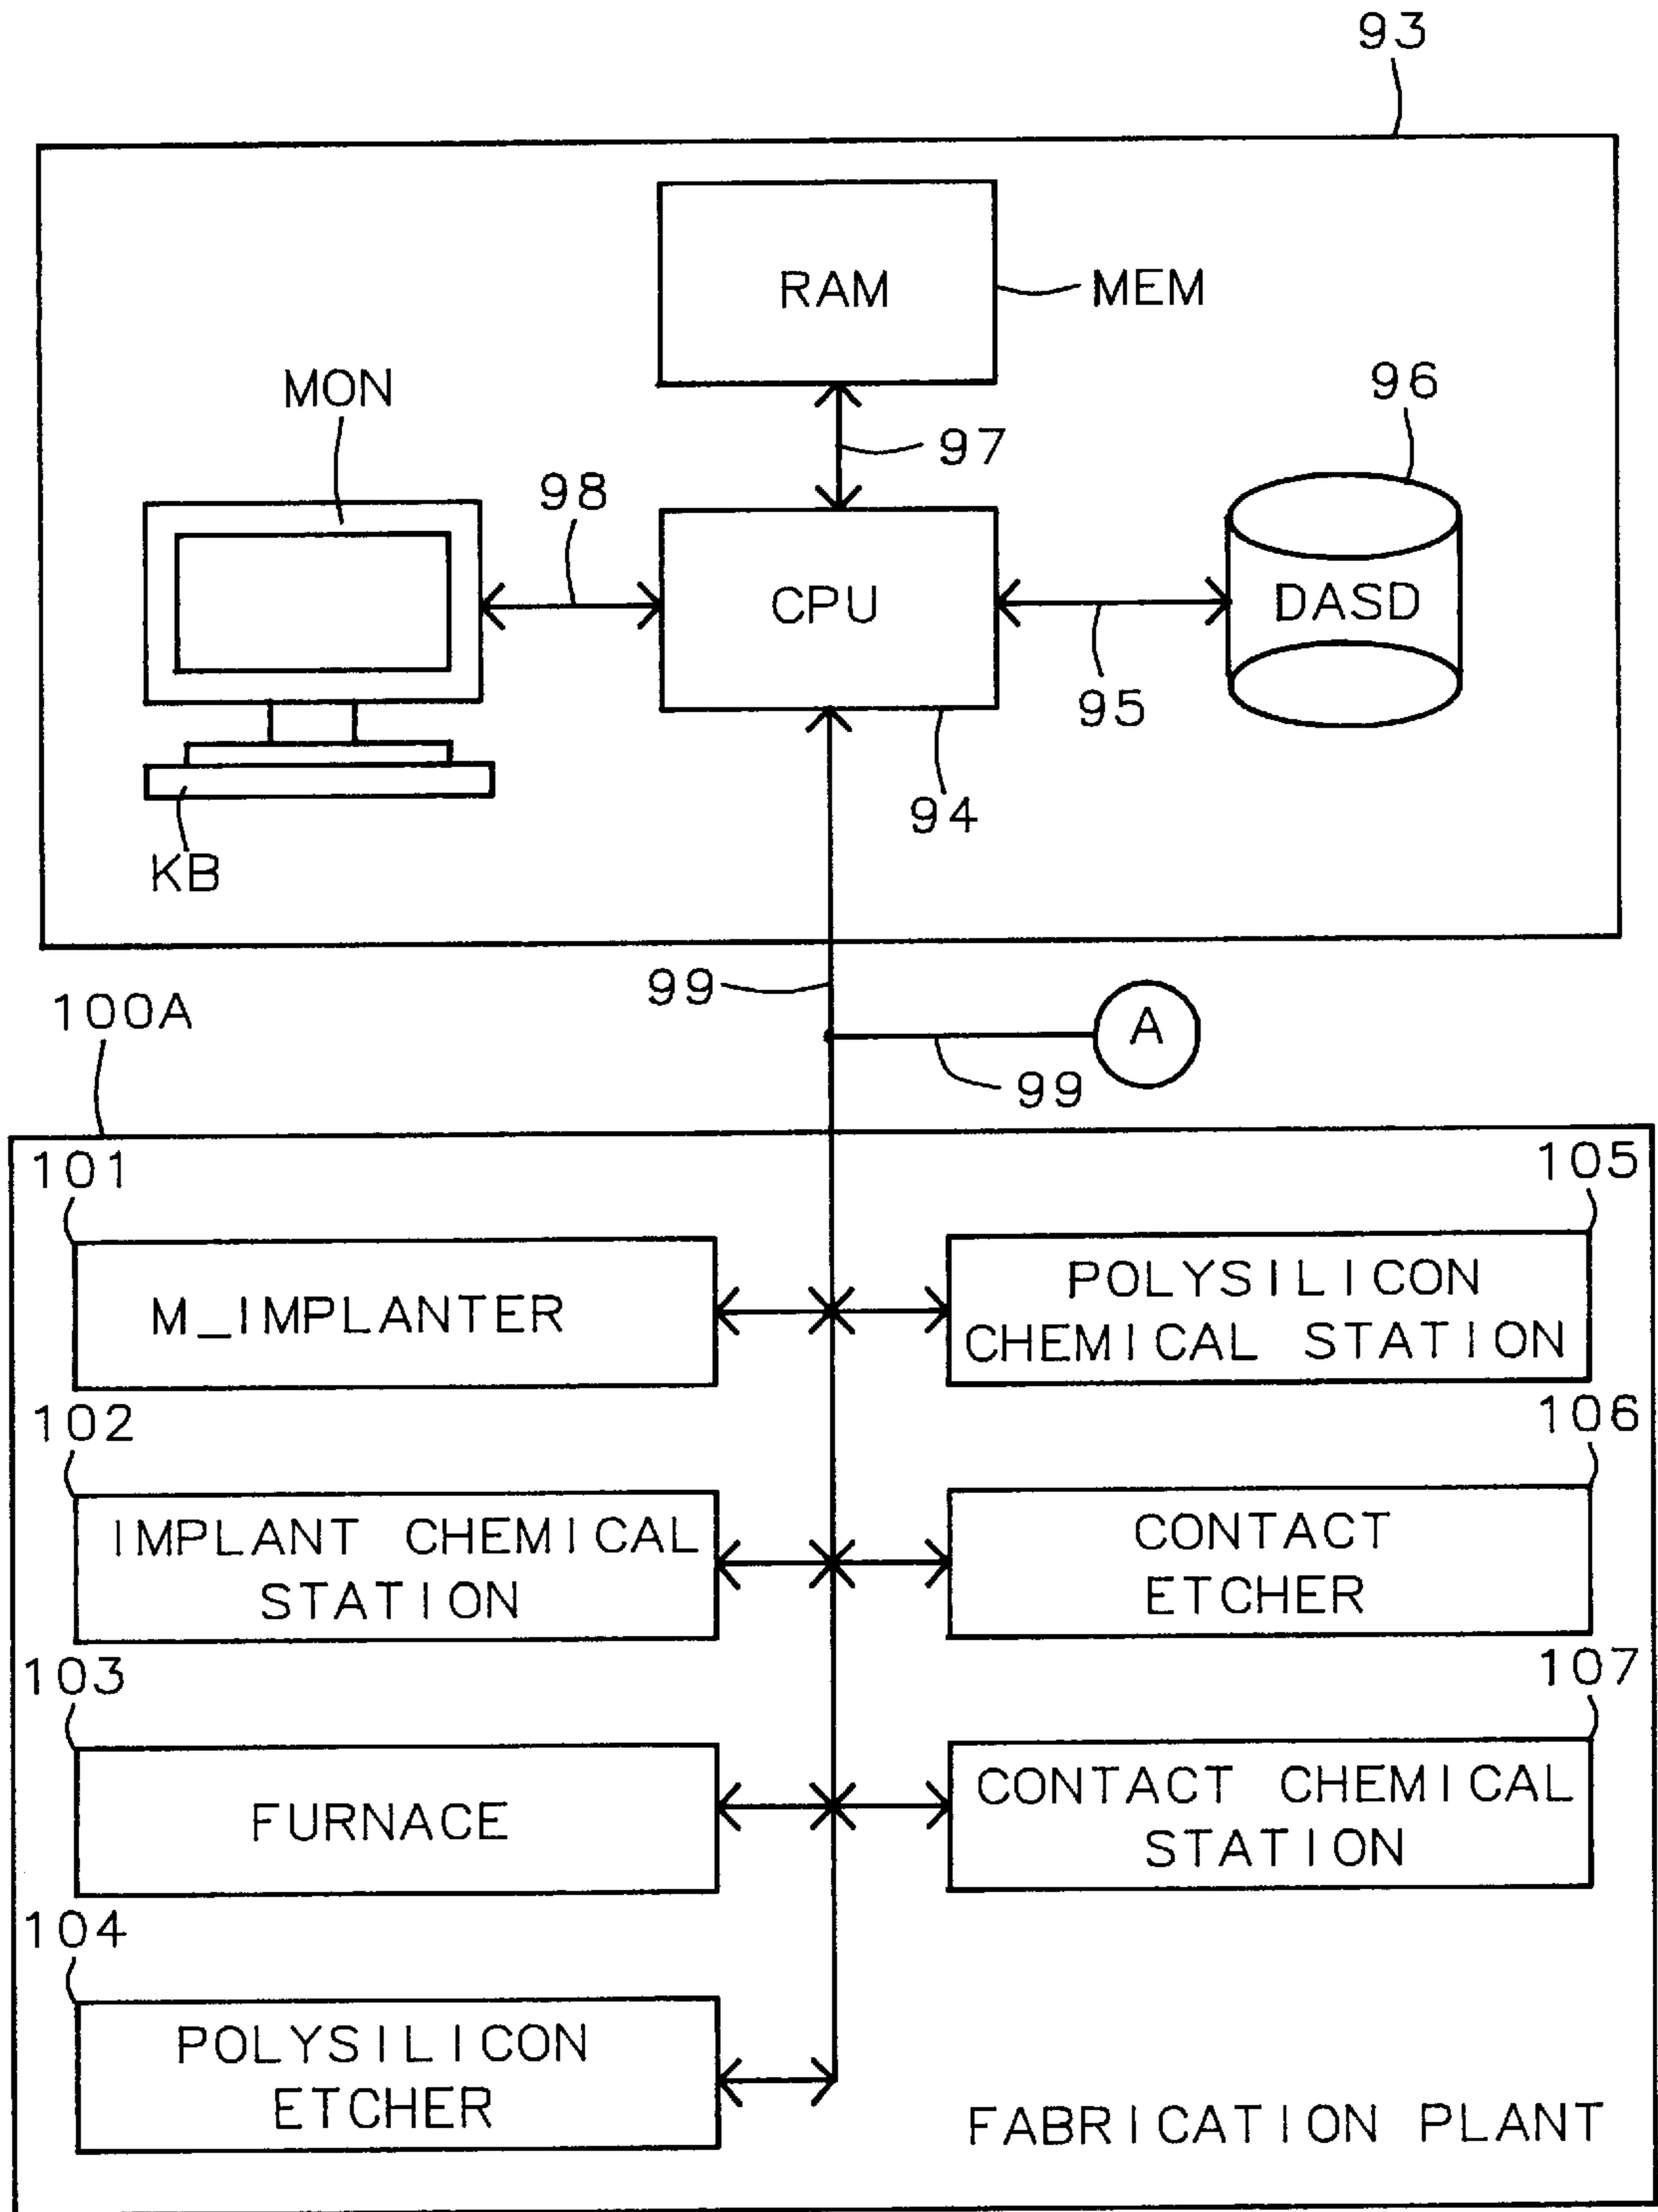 93
RAM
MEM
MON
96
97
98
CPU
DASD
95
94
KB
99
100A
A
99
101
105
M_IMPLANTER
POLYSILICON
CHEMICAL STATION
102
106
IMPLANT CHEMICAL
STATION
CONTACT
ETCHER
103
107
FURNACE
CONTACT CHEMICAL
STATION
104
POLYSILICON
ETCHER
FABRICATION PLANT